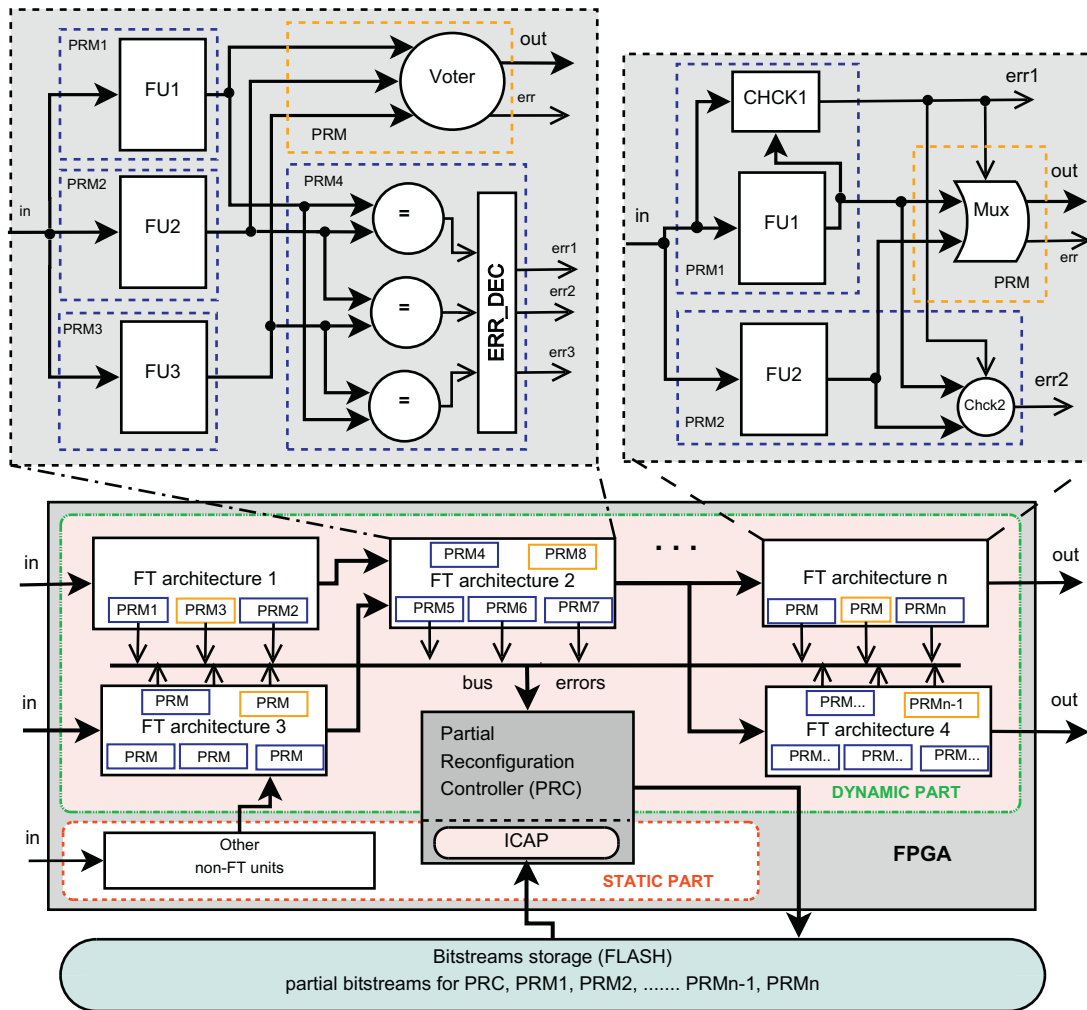 PRM1
FU1
Voter
out
err
PRM
PRM2
FU2
in
PRM3
FU3
PRM4
=
=
=
ERR_DEC
err1
err2
err3
CHCK1
err1
FU1
PRM1
in
Mux
out
err
PRM
FU2
PRM2
Chck2
err2
in
FT architecture 1
PRM1
PRM3
PRM2
PRM4
PRM8
FT architecture 2
PRM5
PRM6
PRM7
. . .
FT architecture n
PRM
PRM
PRMn
out
bus
errors
in
PRM
PRM
FT architecture 3
PRM
PRM
PRM
Partial
Reconfiguration
Controller (PRC)
ICAP
PRM...
PRMn-1
FT architecture 4
PRM..
PRM..
PRM...
out
DYNAMIC PART
in
Other
non-FT units
STATIC PART
FPGA
Bitstreams storage (FLASH)
partial bitstreams for PRC, PRM1, PRM2, ....... PRMn-1, PRMn